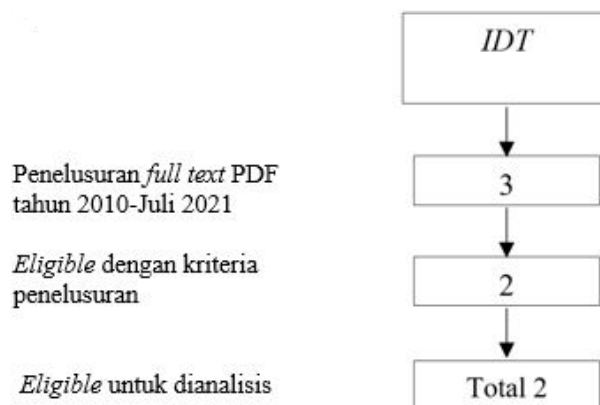 IDT
Penelusuran full text PDF
tahun 2010-Juli 2021
3
Eligible dengan kriteria
penelusuran
2
Eligible untuk dianalisis
Total 2